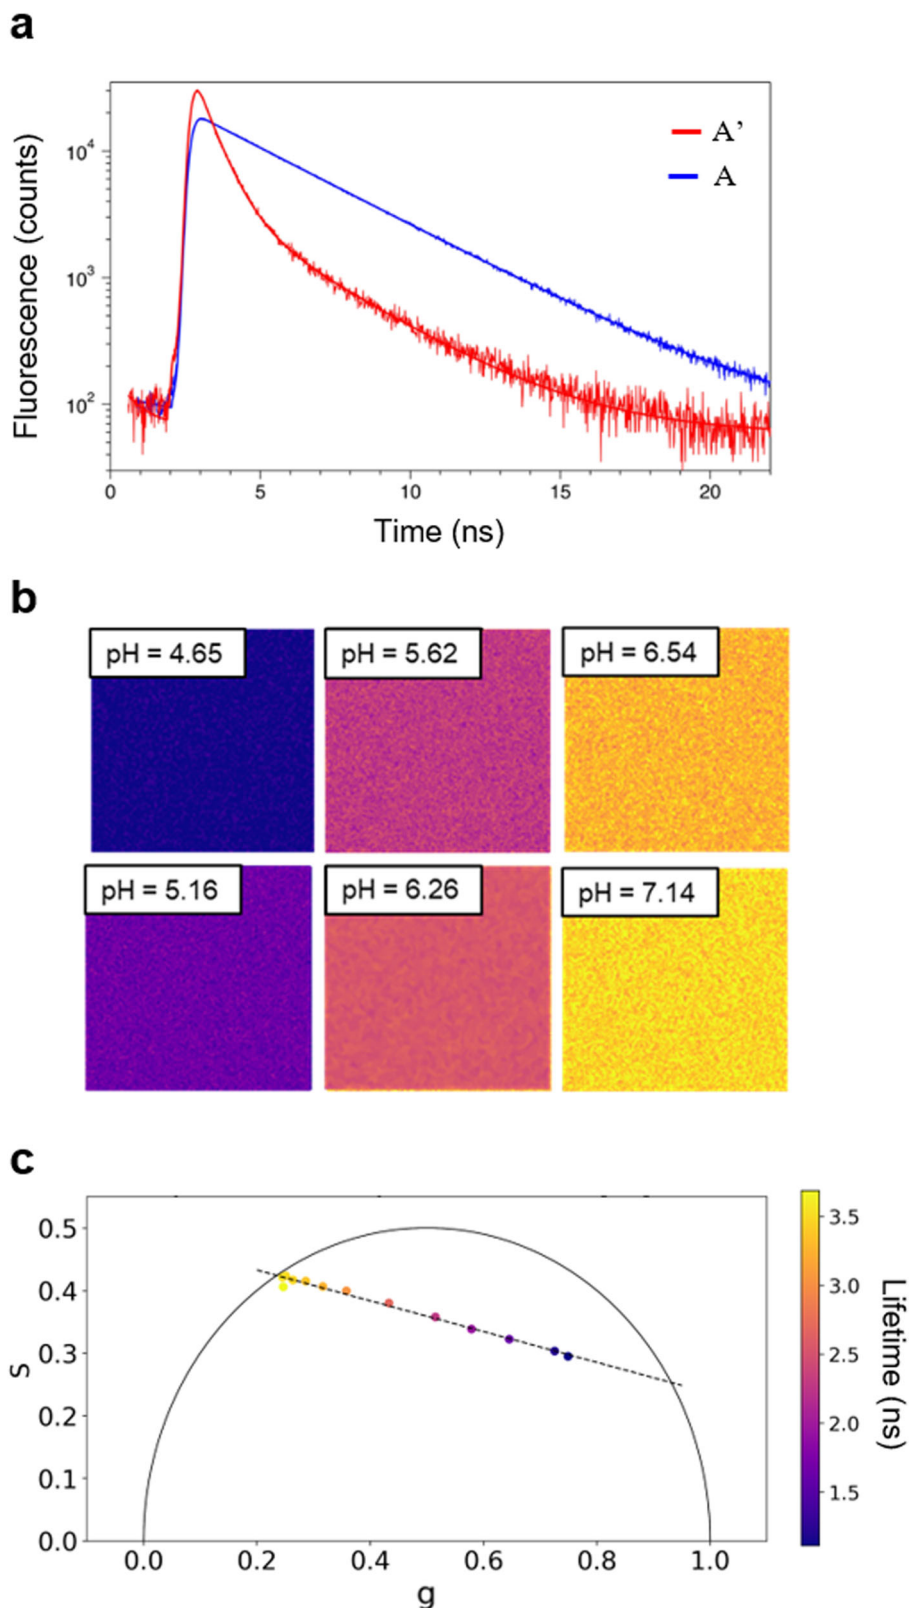 a
Fluorescence (counts)
10⁴
10³
10²
A’
A
0 5 10 15 20
Time (ns)
b
pH = 4.65 pH = 5.62 pH = 6.54
pH = 5.16 pH = 6.26 pH = 7.14
c
S
0.5
0.4
0.3
0.2
0.1
0.0
0.0 0.2 0.4 0.6 0.8 1.0
g
3.5
3.0
2.5
2.0
1.5
Lifetime (ns)